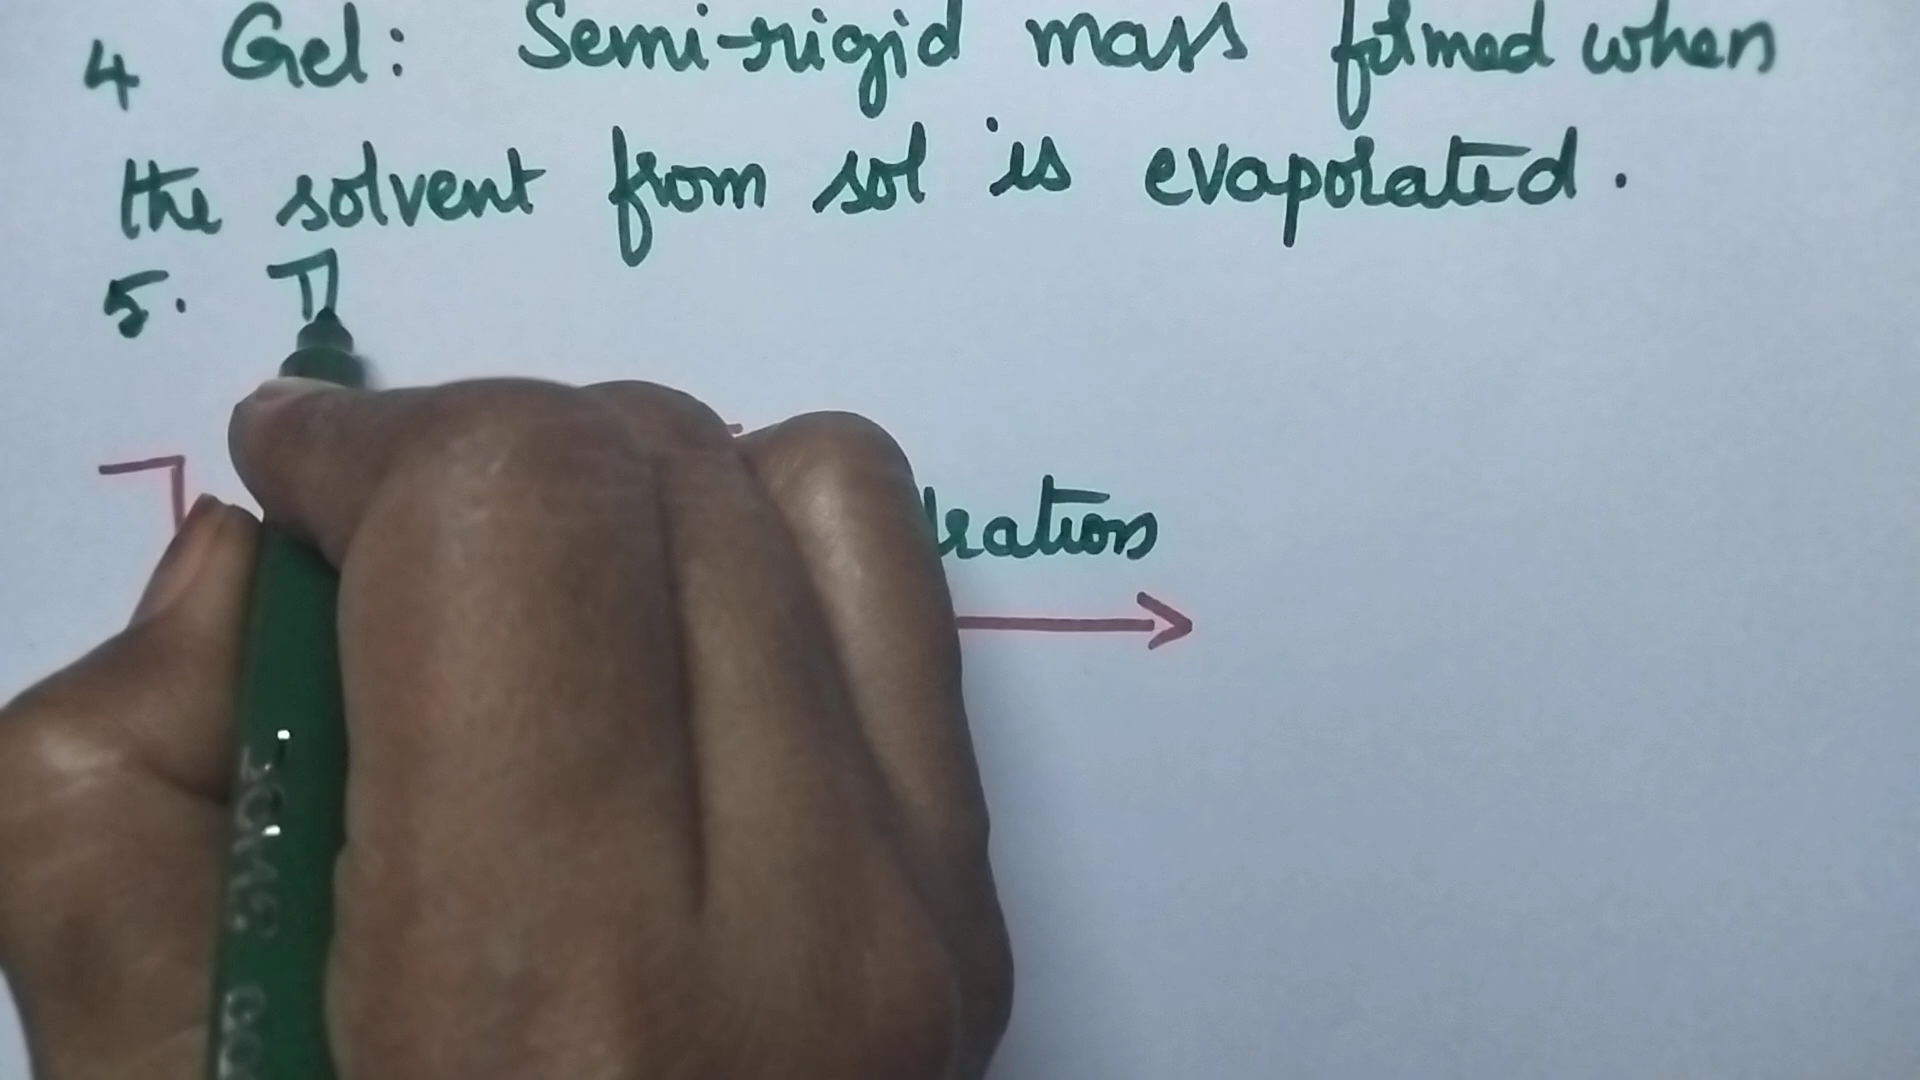 4 Gel: Semi-rigid mass formed when
the solvent from sol is evaporated.
5.